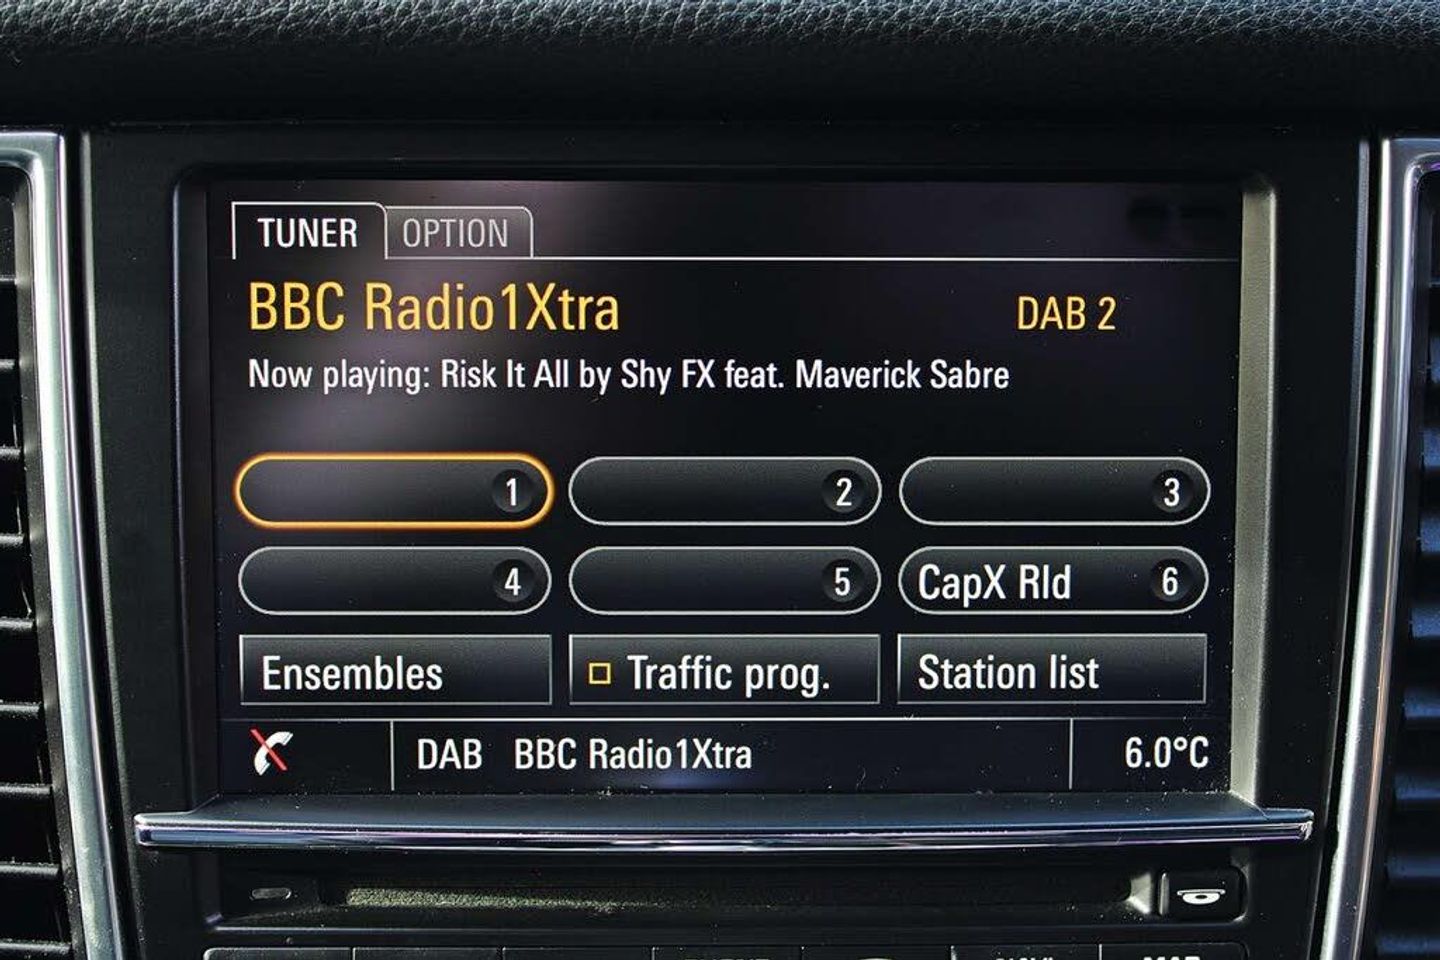 TUNER OPTION
BBC Radio1Xtra DAB 2
Now playing: Risk It All by Shy FX feat. Maverick Sabre
1 2 3
4 5 CapX Rld 6
Ensembles Traffic prog. Station list
DAB BBC Radio1Xtra 6.0°C